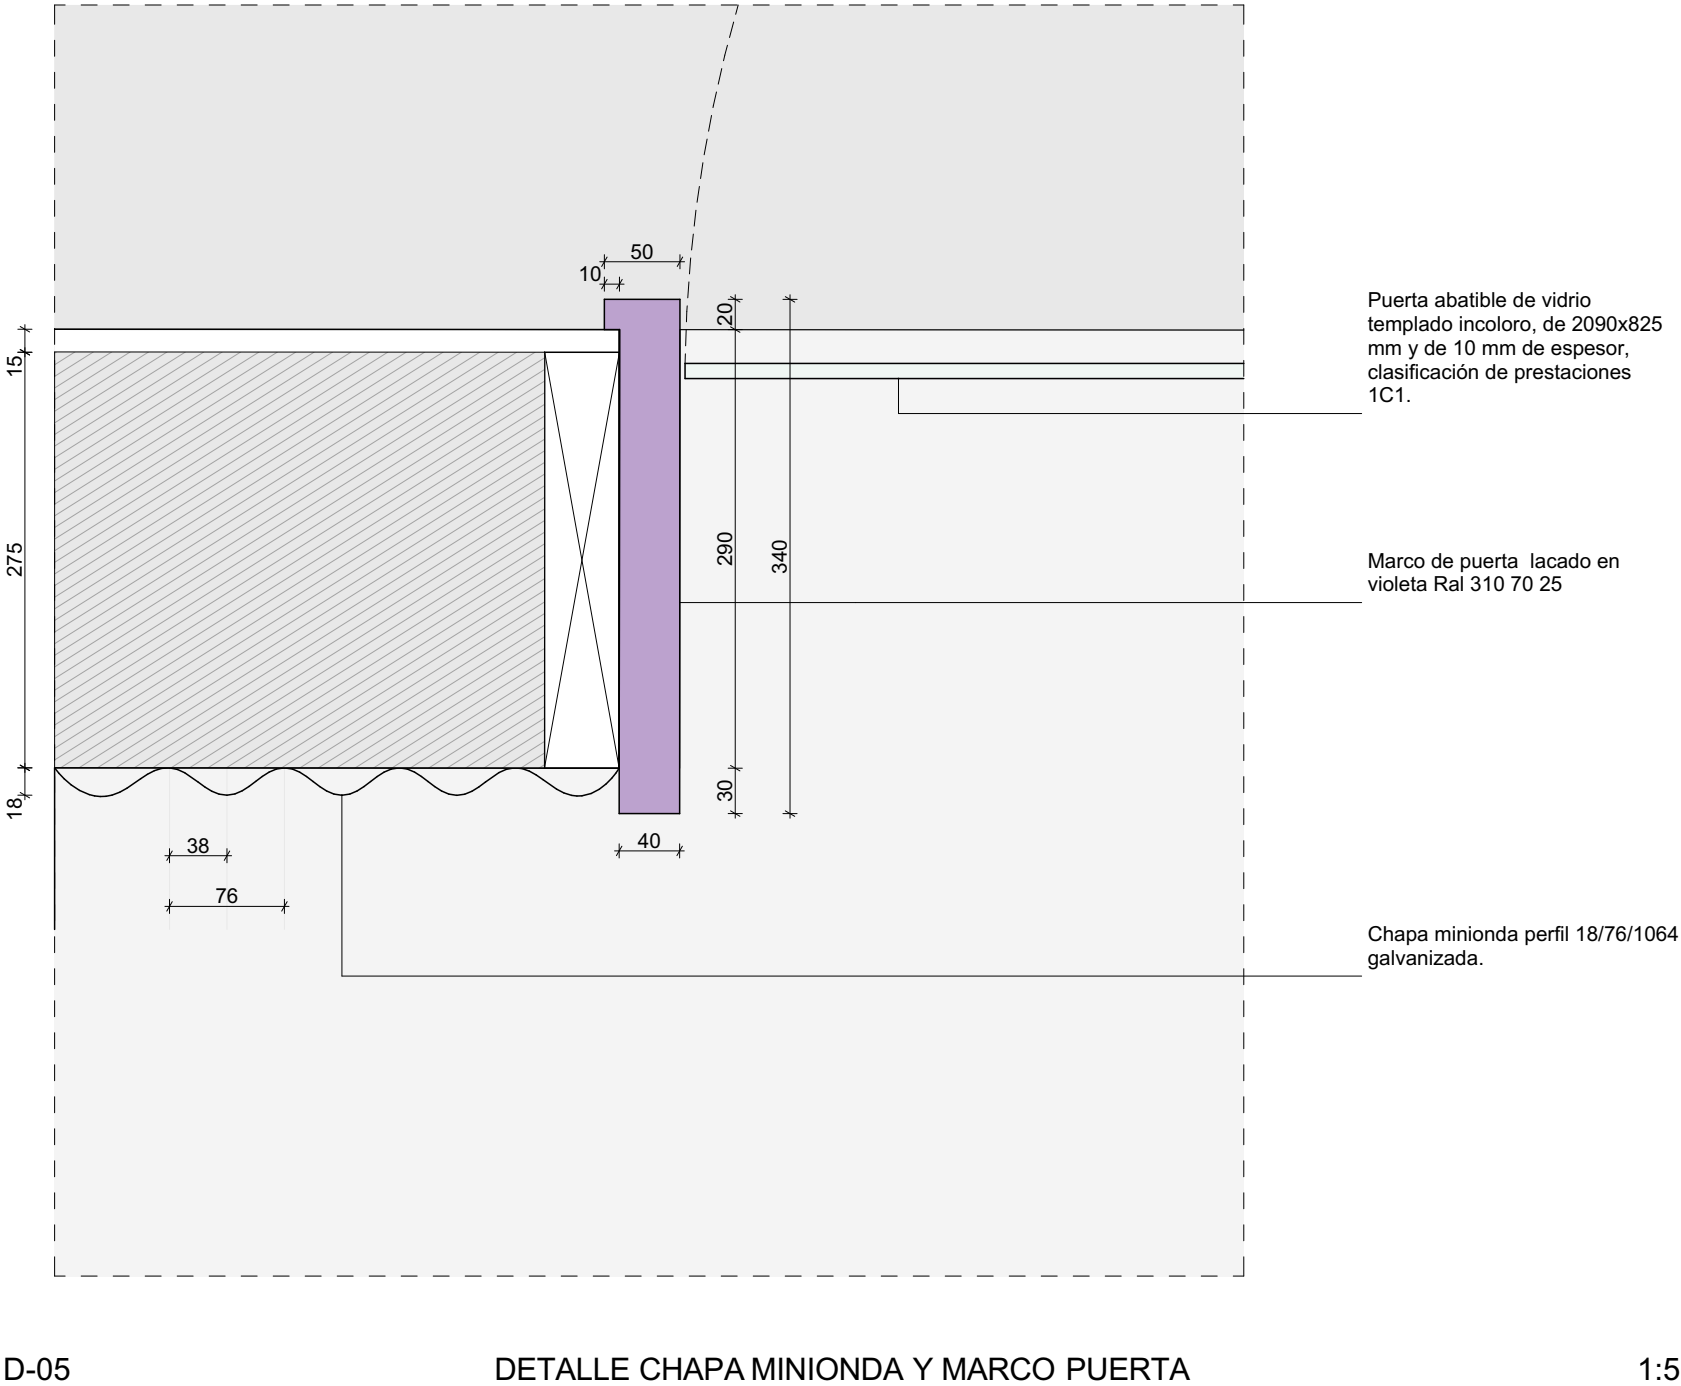 50
10
20
15
Puerta abatible de vidrio
templado incoloro, de 2090x825
mm y de 10 mm de espesor,
clasificación de prestaciones
1C1.
275
290
340
Marco de puerta  lacado en
violeta Ral 310 70 25
18
30
38
40
76
Chapa minionda perfil 18/76/1064
galvanizada.
D-05
DETALLE CHAPA MINIONDA Y MARCO PUERTA
1:5